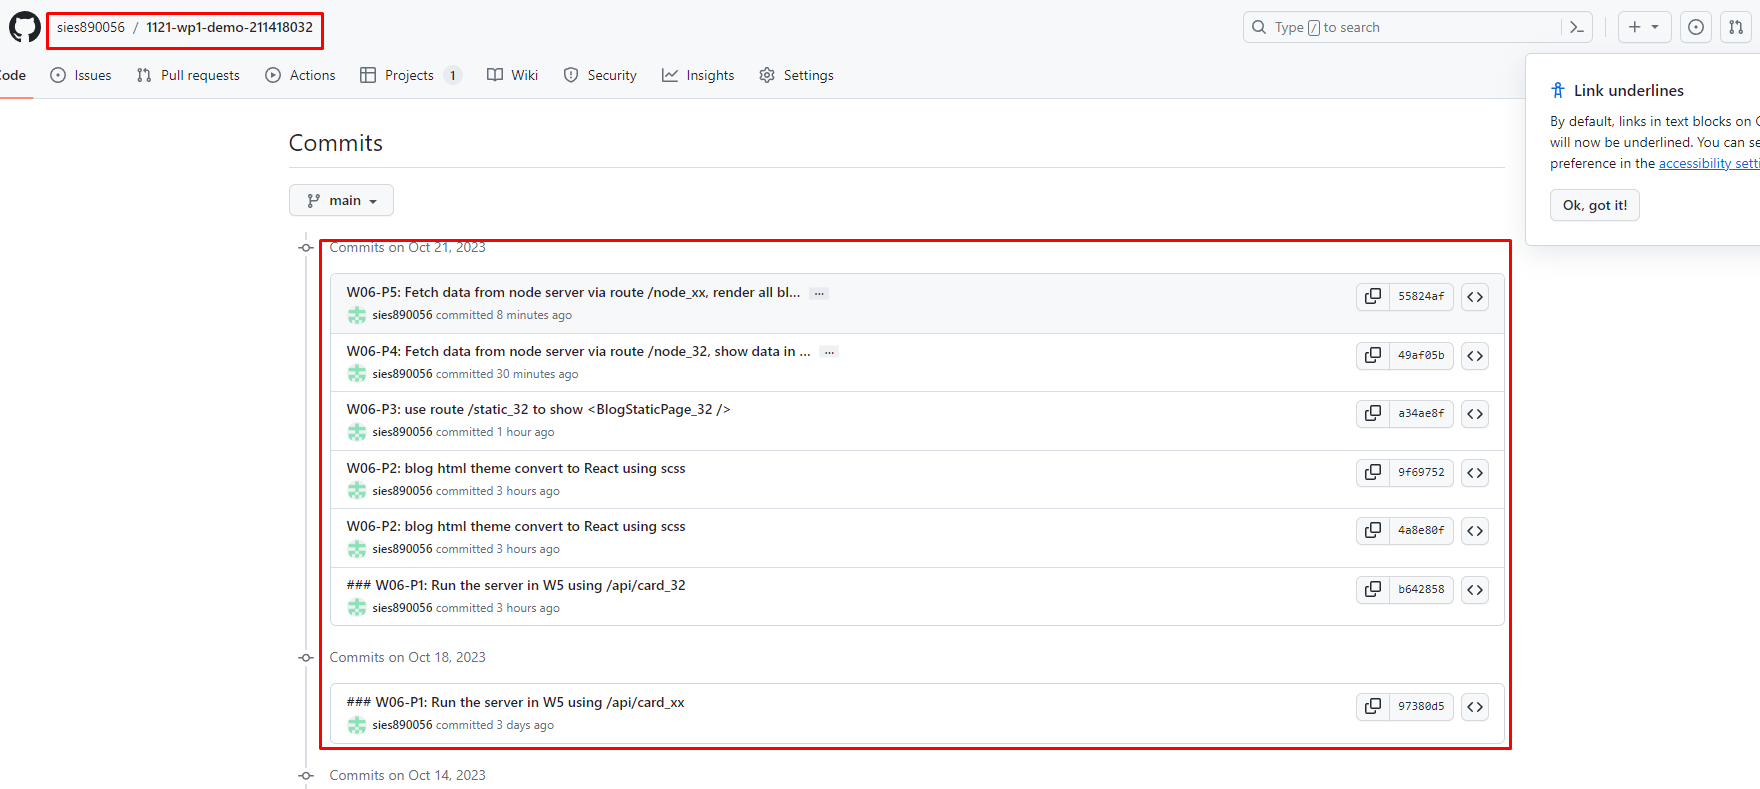 sies890056 / 1121-wp1-demo-211418032
Type / to search
ode Issues Pull requests Actions Projects 1 Wiki Security Insights Settings
Link underlines
By default, links in text blocks on G
will now be underlined. You can se
preference in the accessibility setti
Ok, got it!
Commits
main
Commits on Oct 21, 2023
W06-P5: Fetch data from node server via route /node_xx, render all bl... ...
55824af
sies890056 committed 8 minutes ago
W06-P4: Fetch data from node server via route /node_32, show data in ... ...
49af05b
sies890056 committed 30 minutes ago
W06-P3: use route /static_32 to show <BlogStaticPage_32 />
a34ae8f
sies890056 committed 1 hour ago
W06-P2: blog html theme convert to React using scss
9f69752
sies890056 committed 3 hours ago
W06-P2: blog html theme convert to React using scss
4a8e80f
sies890056 committed 3 hours ago
### W06-P1: Run the server in W5 using /api/card_32
b642858
sies890056 committed 3 hours ago
Commits on Oct 18, 2023
### W06-P1: Run the server in W5 using /api/card_xx
97380d5
sies890056 committed 3 days ago
Commits on Oct 14, 2023